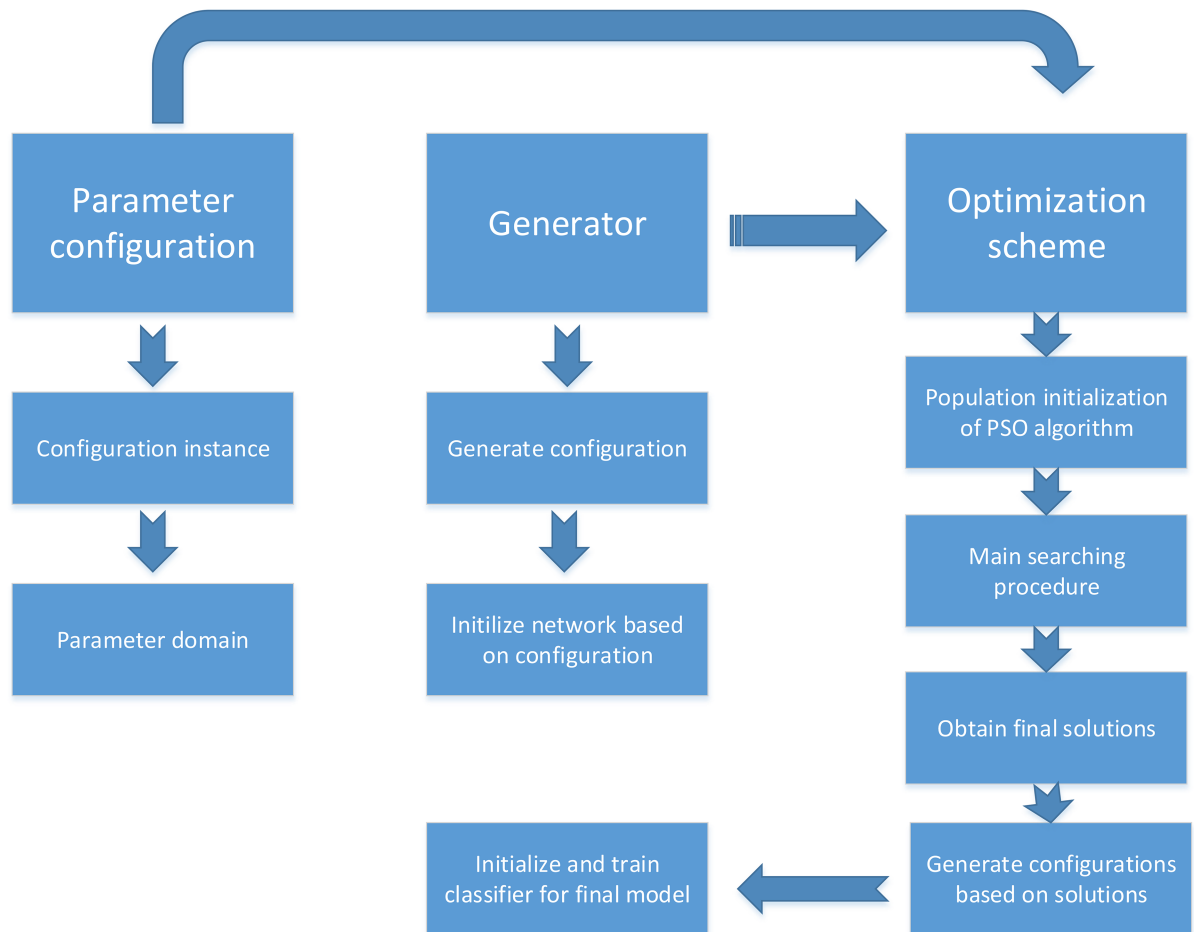 Parameter
configuration
Generator
Optimization
scheme
Configuration instance
Generate configuration
Population initialization
of PSO algorithm
Main searching
procedure
Parameter domain
Initilize network based
on configuration
Obtain final solutions
Initialize and train
classifier for final model
Generate configurations
based on solutions